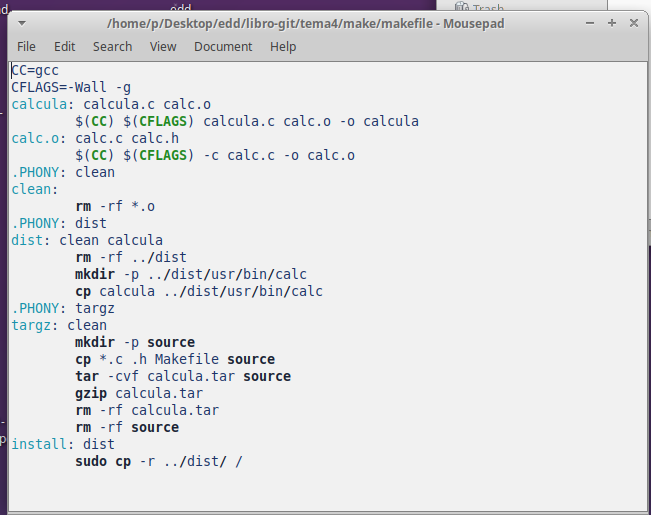 edd
Trash
/home/p/Desktop/edd/libro-git/tema4/make/makefile - Mousepad
File Edit Search View Document Help
CC=gcc
CFLAGS=-Wall -g
calcula: calcula.c calc.o
$(CC) $(CFLAGS) calcula.c calc.o -o calcula
calc.o: calc.c calc.h
$(CC) $(CFLAGS) -c calc.c -o calc.o
.PHONY: clean
clean:
rm -rf *.o
.PHONY: dist
dist: clean calcula
rm -rf ../dist
mkdir -p ../dist/usr/bin/calc
cp calcula ../dist/usr/bin/calc
.PHONY: targz
targz: clean
mkdir -p source
cp *.c .h Makefile source
tar -cvf calcula.tar source
gzip calcula.tar
rm -rf calcula.tar
rm -rf source
install: dist
sudo cp -r ../dist/ /